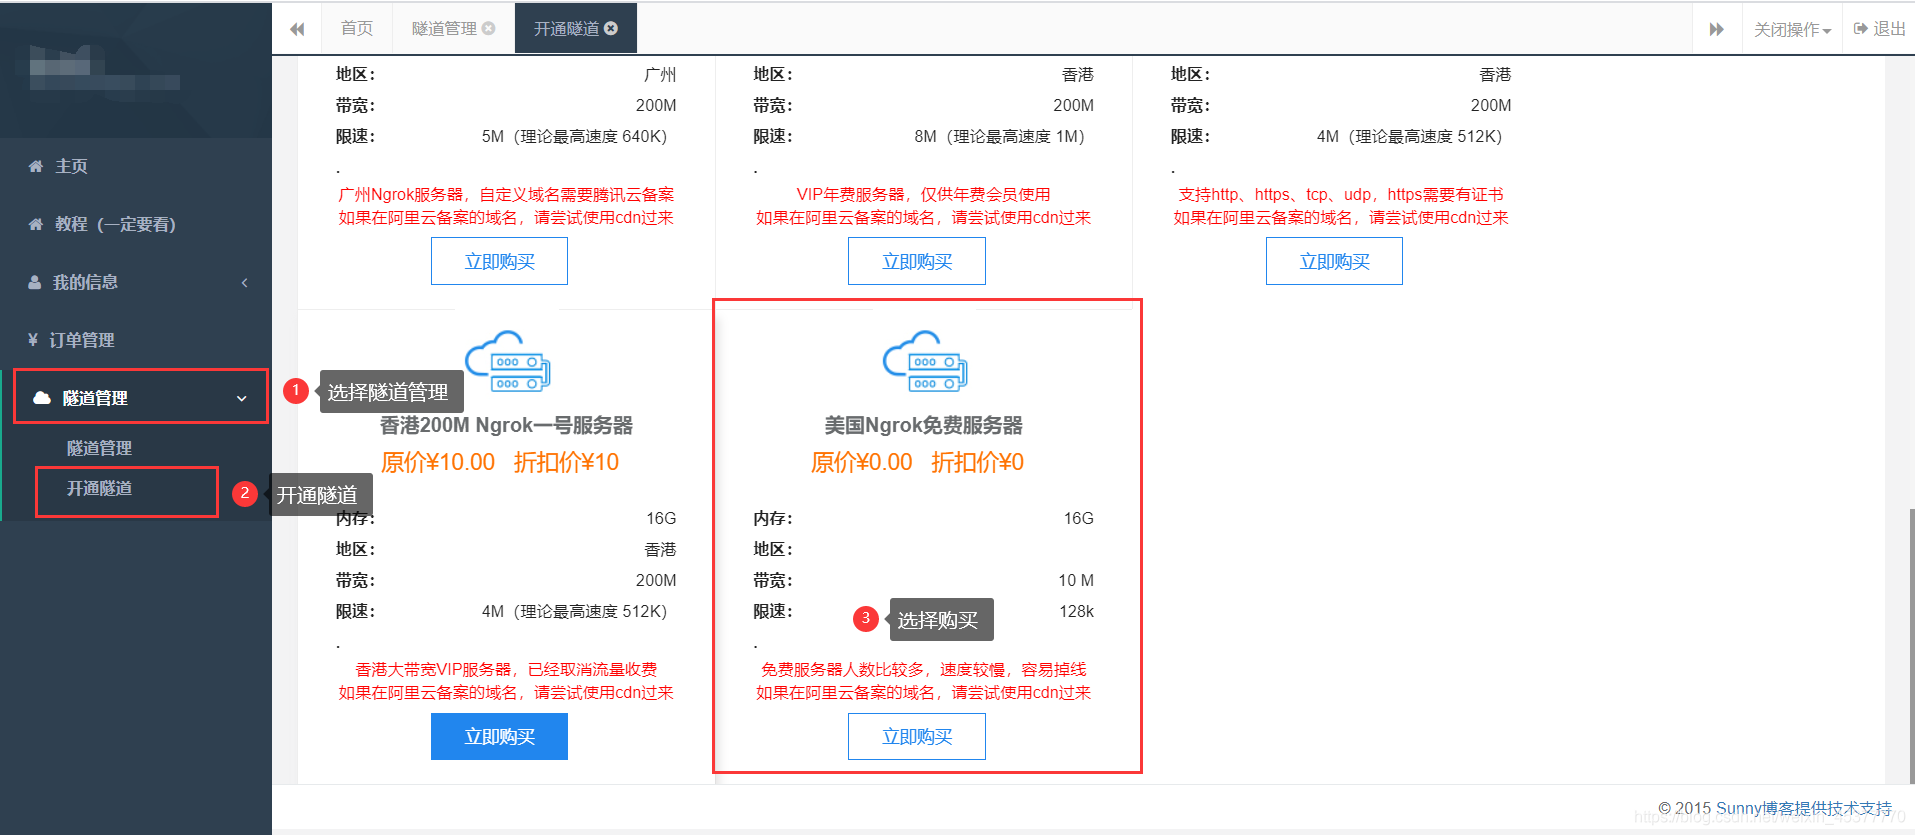 首页
隧道管理
开通隧道
关闭操作
退出
主页
教程（一定要看）
我的信息
¥ 订单管理
隧道管理
隧道管理
开通隧道
1 选择隧道管理
2 开通隧道
地区： 广州
带宽： 200M
限速： 5M（理论最高速度 640K）
.
广州Ngrok服务器，自定义域名需要腾讯云备案
如果在阿里云备案的域名，请尝试使用cdn过来
立即购买
地区： 香港
带宽： 200M
限速： 8M（理论最高速度 1M）
.
VIP年费服务器，仅供年费会员使用
如果在阿里云备案的域名，请尝试使用cdn过来
立即购买
地区： 香港
带宽： 200M
限速： 4M（理论最高速度 512K）
.
支持http、https、tcp、udp，https需要有证书
如果在阿里云备案的域名，请尝试使用cdn过来
立即购买
香港200M Ngrok一号服务器
原价¥10.00 折扣价¥10
内存： 16G
地区： 香港
带宽： 200M
限速： 4M（理论最高速度 512K）
.
香港大带宽VIP服务器，已经取消流量收费
如果在阿里云备案的域名，请尝试使用cdn过来
立即购买
美国Ngrok免费服务器
原价¥0.00 折扣价¥0
内存： 16G
地区：
带宽： 10 M
限速： 128k
3 选择购买
.
免费服务器人数比较多，速度较慢，容易掉线
如果在阿里云备案的域名，请尝试使用cdn过来
立即购买
© 2015 Sunny博客提供技术支持